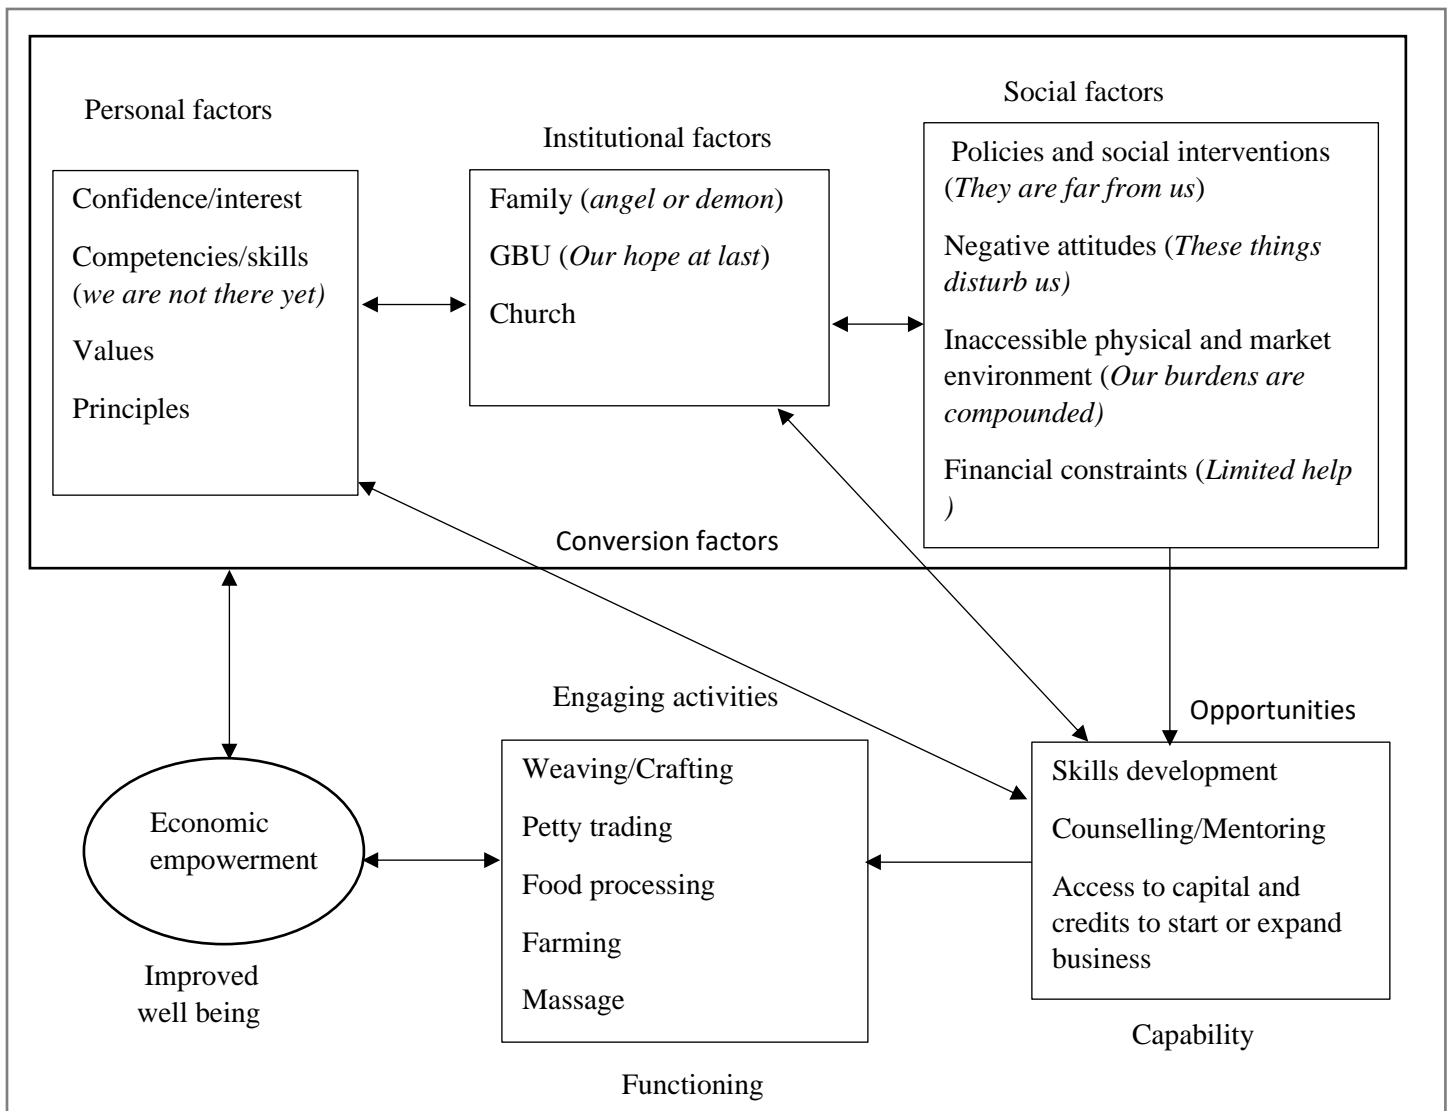 Personal factors
Confidence/interest
Competencies/skills
(we are not there yet)
Values
Principles
Institutional factors
Family (angel or demon)
GBU (Our hope at last)
Church
Social factors
Policies and social interventions
(They are far from us)
Negative attitudes (These things
disturb us)
Inaccessible physical and market
environment (Our burdens are
compounded)
Financial constraints (Limited help
)
Conversion factors
Economic
empowerment
Improved
well being
Engaging activities
Weaving/Crafting
Petty trading
Food processing
Farming
Massage
Functioning
Opportunities
Skills development
Counselling/Mentoring
Access to capital and
credits to start or expand
business
Capability